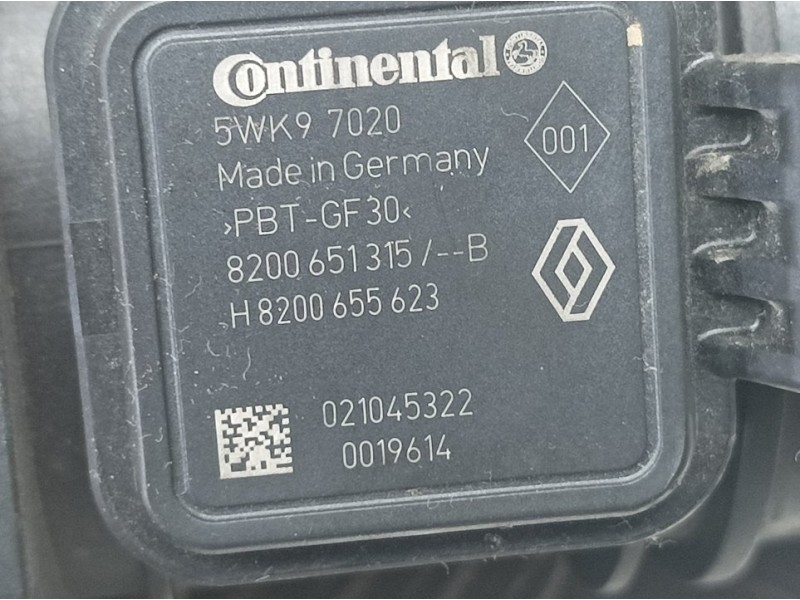 Continental
5WK9 7020
001
Made in Germany
›PBT-GF30‹
8200 651 315 /--B
H 8200 655 623
021045322
0019614